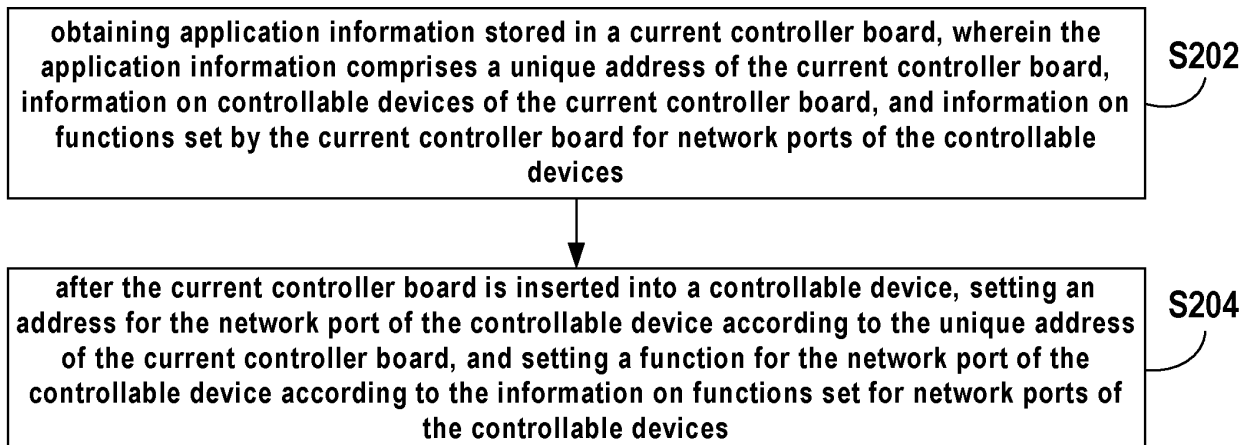 obtaining application information stored in a current controller board, wherein the
application information comprises a unique address of the current controller board,
information on controllable devices of the current controller board, and information on
functions set by the current controller board for network ports of the controllable
devices
S202
after the current controller board is inserted into a controllable device, setting an
address for the network port of the controllable device according to the unique address
of the current controller board, and setting a function for the network port of the
controllable device according to the information on functions set for network ports of
the controllable devices
S204